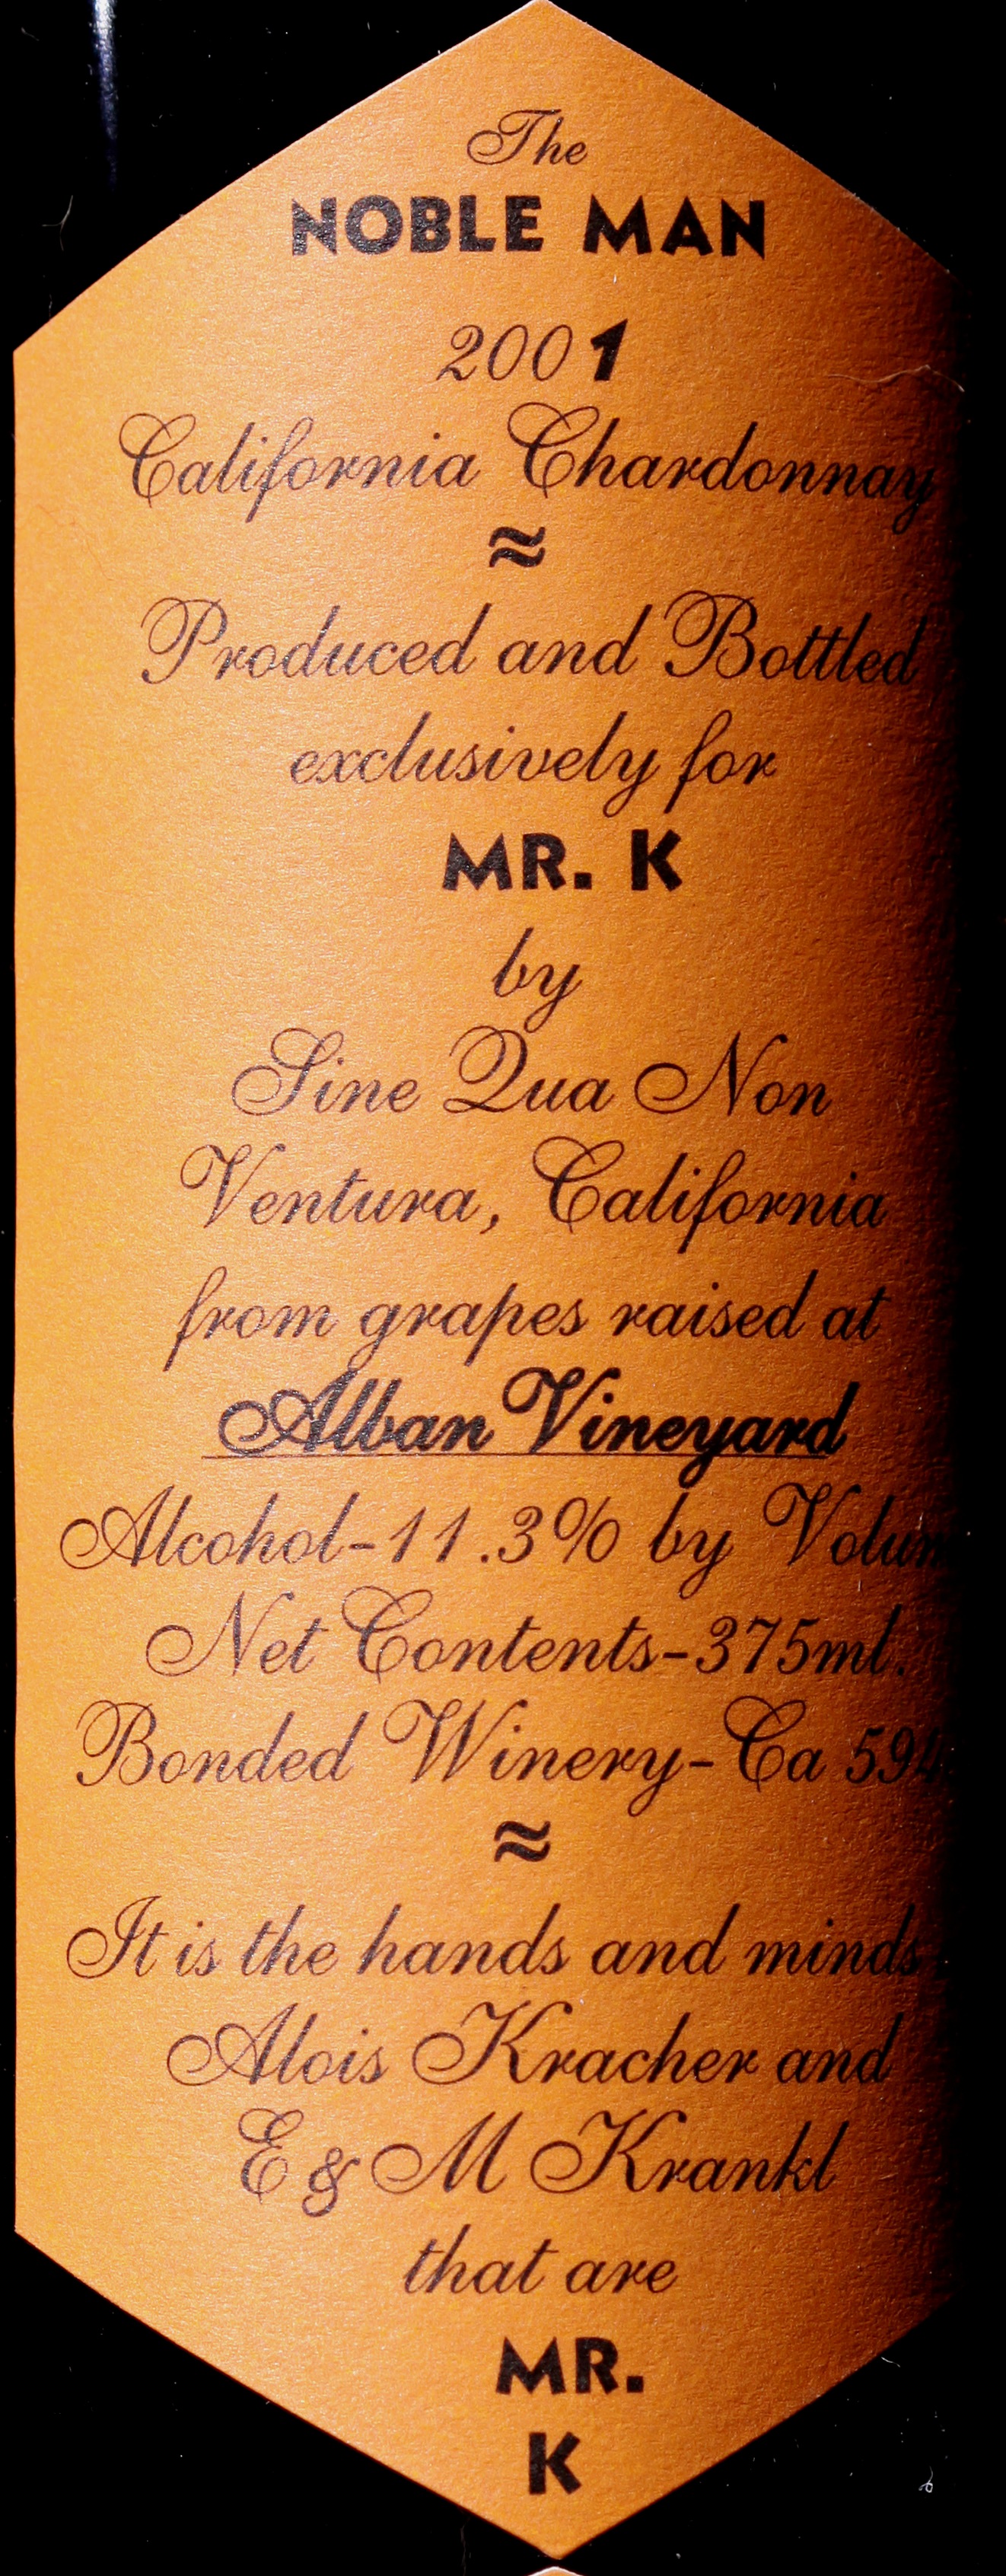 The
NOBLE MAN
2001
California Chardonnay
≈
Produced and Bottled
exclusively for
MR. K
by
Sine Qua Non
Ventura, California
from grapes raised at
Alban Vineyard
Alcohol-11.3% by
Net Contents-375ml.
Bonded Winery-Ca
≈
It is the hands and minds
Alois Kracher and
E & M Krankl
that are
MR.
K